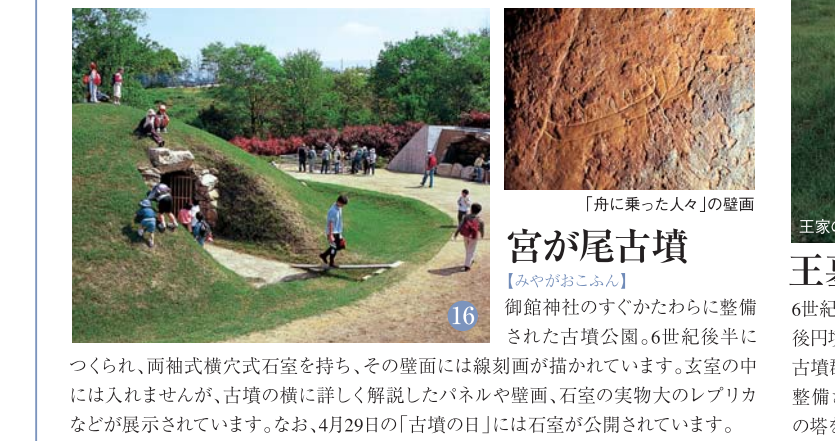 16
「舟に乗った人々」の壁画
宮が尾古墳
【みやがおこふん】
御館神社のすぐかたわらに整備
された古墳公園。6世紀後半に
つくられ、両袖式横穴式石室を持ち、その壁面には線刻画が描かれています。玄室の中
には入れませんが、古墳の横に詳しく解説したパネルや壁画、石室の実物大のレプリカ
などが展示されています。なお、4月29日の「古墳の日」には石室が公開されています。
王家の
王墓
6世紀
後円墳
古墳群
整備
の塔を